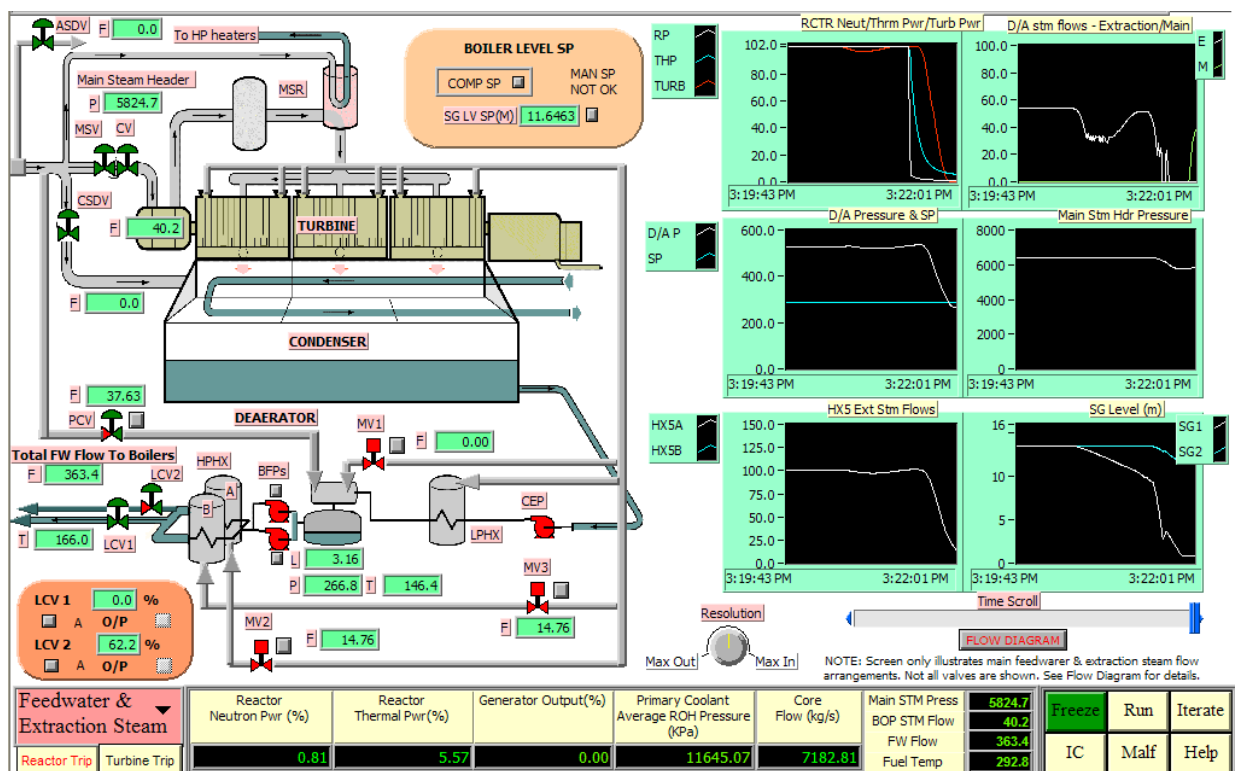 ASDV F 0.0
To HP heaters
Main Steam Header
P 5824.7
MSV CV
MSR
CSDV
F 40.2
TURBINE
F 0.0
CONDENSER
BOILER LEVEL SP
COMP SP
MAN SP
NOT OK
SG LV SP(M) 11.6463
F 37.63
PCV
DEAERATOR
MV1
F 0.00
Total FW Flow To Boilers
F 363.4
LCV2
HPHX
BFPs
A
B
CEP
LPHX
T 166.0
LCV1
L 3.16
P 266.8 T 146.4
MV3
F 14.76
MV2
F 14.76
LCV 1 0.0 %
A O/P
LCV 2 62.2 %
A O/P
RCTR Neut/Thrm Pwr/Turb Pwr
RP
THP
TURB
102.0
80.0
60.0
40.0
20.0
0.0
3:19:43 PM 3:22:01 PM
D/A stm flows - Extraction/Main
E
M
100.0
80.0
60.0
40.0
20.0
0.0
3:19:43 PM 3:22:01 PM
D/A Pressure & SP
D/A P
SP
600.0
400.0
200.0
0.0
3:19:43 PM 3:22:01 PM
Main Stm Hdr Pressure
8000
6000
4000
2000
0
3:19:43 PM 3:22:01 PM
HX5 Ext Stm Flows
HX5A
HX5B
150.0
125.0
100.0
75.0
50.0
25.0
0.0
3:19:43 PM 3:22:01 PM
SG Level (m)
SG1
SG2
16
10
5
0
3:19:43 PM 3:22:01 PM
Time Scroll
Resolution
Max Out Max In
FLOW DIAGRAM
NOTE: Screen only illustrates main feedwarer & extraction steam flow
arrangements. Not all valves are shown. See Flow Diagram for details.
Feedwater &
Extraction Steam
Reactor Trip Turbine Trip
Reactor
Neutron Pwr (%)
0.81
Reactor
Thermal Pwr(%)
5.57
Generator Output(%)
0.00
Primary Coolant
Average ROH Pressure
(KPa)
11645.07
Core
Flow (kg/s)
7182.81
Main STM Press 5824.7
BOP STM Flow 40.2
FW Flow 363.4
Fuel Temp 292.8
Freeze Run Iterate
IC Malf Help